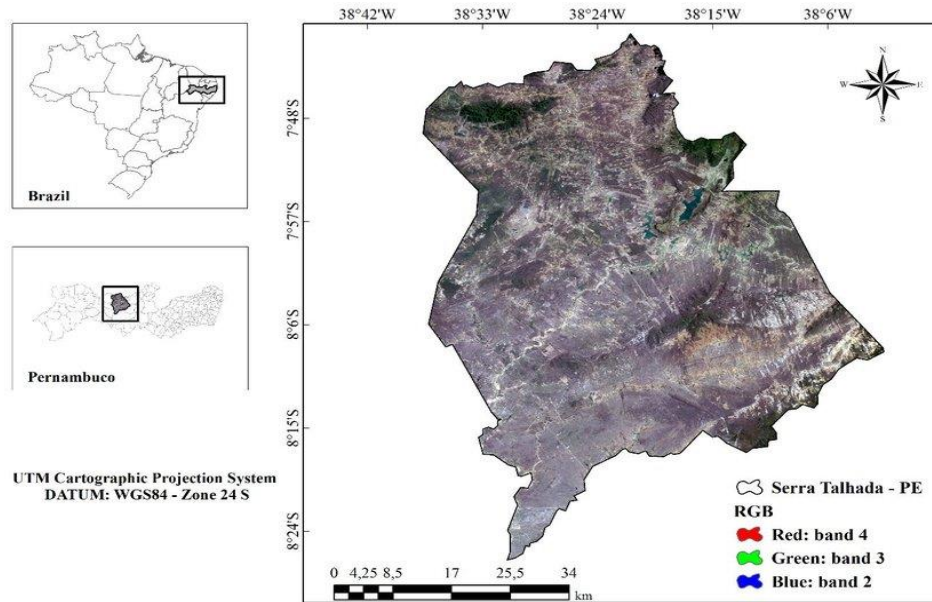 38°42'W 38°33'W 38°24'W 38°15'W 38°6'W
N
W E
S
Brazil
7°48'S
7°57'S
8°6'S
8°15'S
8°24'S
Pernambuco
UTM Cartographic Projection System
DATUM: WGS84 - Zone 24 S
Serra Talhada - PE
RGB
Red: band 4
Green: band 3
Blue: band 2
0 4,25 8,5 17 25,5 34
km